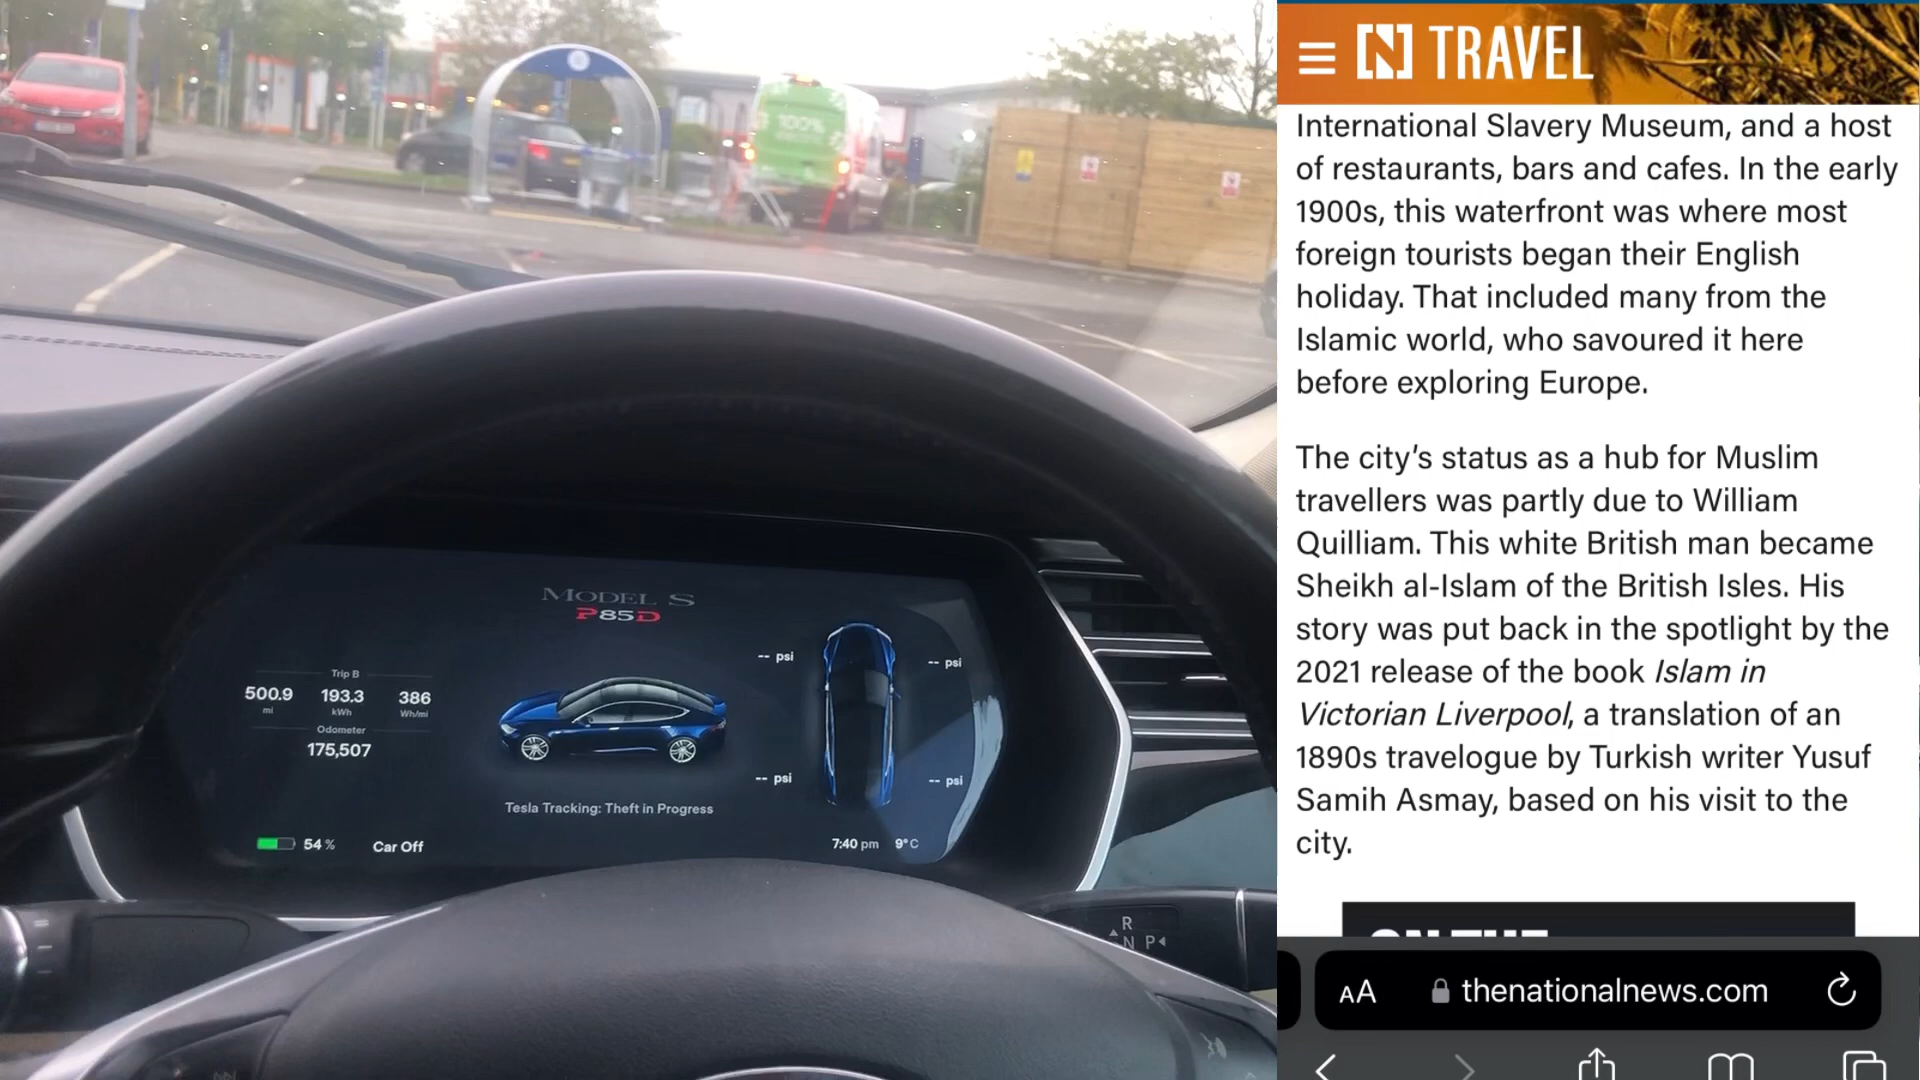 100%
MODEL S
P85D
Trip B
500.9 193.3 386
mi kWh Wh/mi
Odometer
175,507
-- psi -- psi
-- psi -- psi
Tesla Tracking: Theft in Progress
54 % Car Off 7:40 pm 9°C
R
N P
TRAVEL
International Slavery Museum, and a host
of restaurants, bars and cafes. In the early
1900s, this waterfront was where most
foreign tourists began their English
holiday. That included many from the
Islamic world, who savoured it here
before exploring Europe.
The city’s status as a hub for Muslim
travellers was partly due to William
Quilliam. This white British man became
Sheikh al-Islam of the British Isles. His
story was put back in the spotlight by the
2021 release of the book Islam in
Victorian Liverpool, a translation of an
1890s travelogue by Turkish writer Yusuf
Samih Asmay, based on his visit to the
city.
ON THE
AA thenationalnews.com